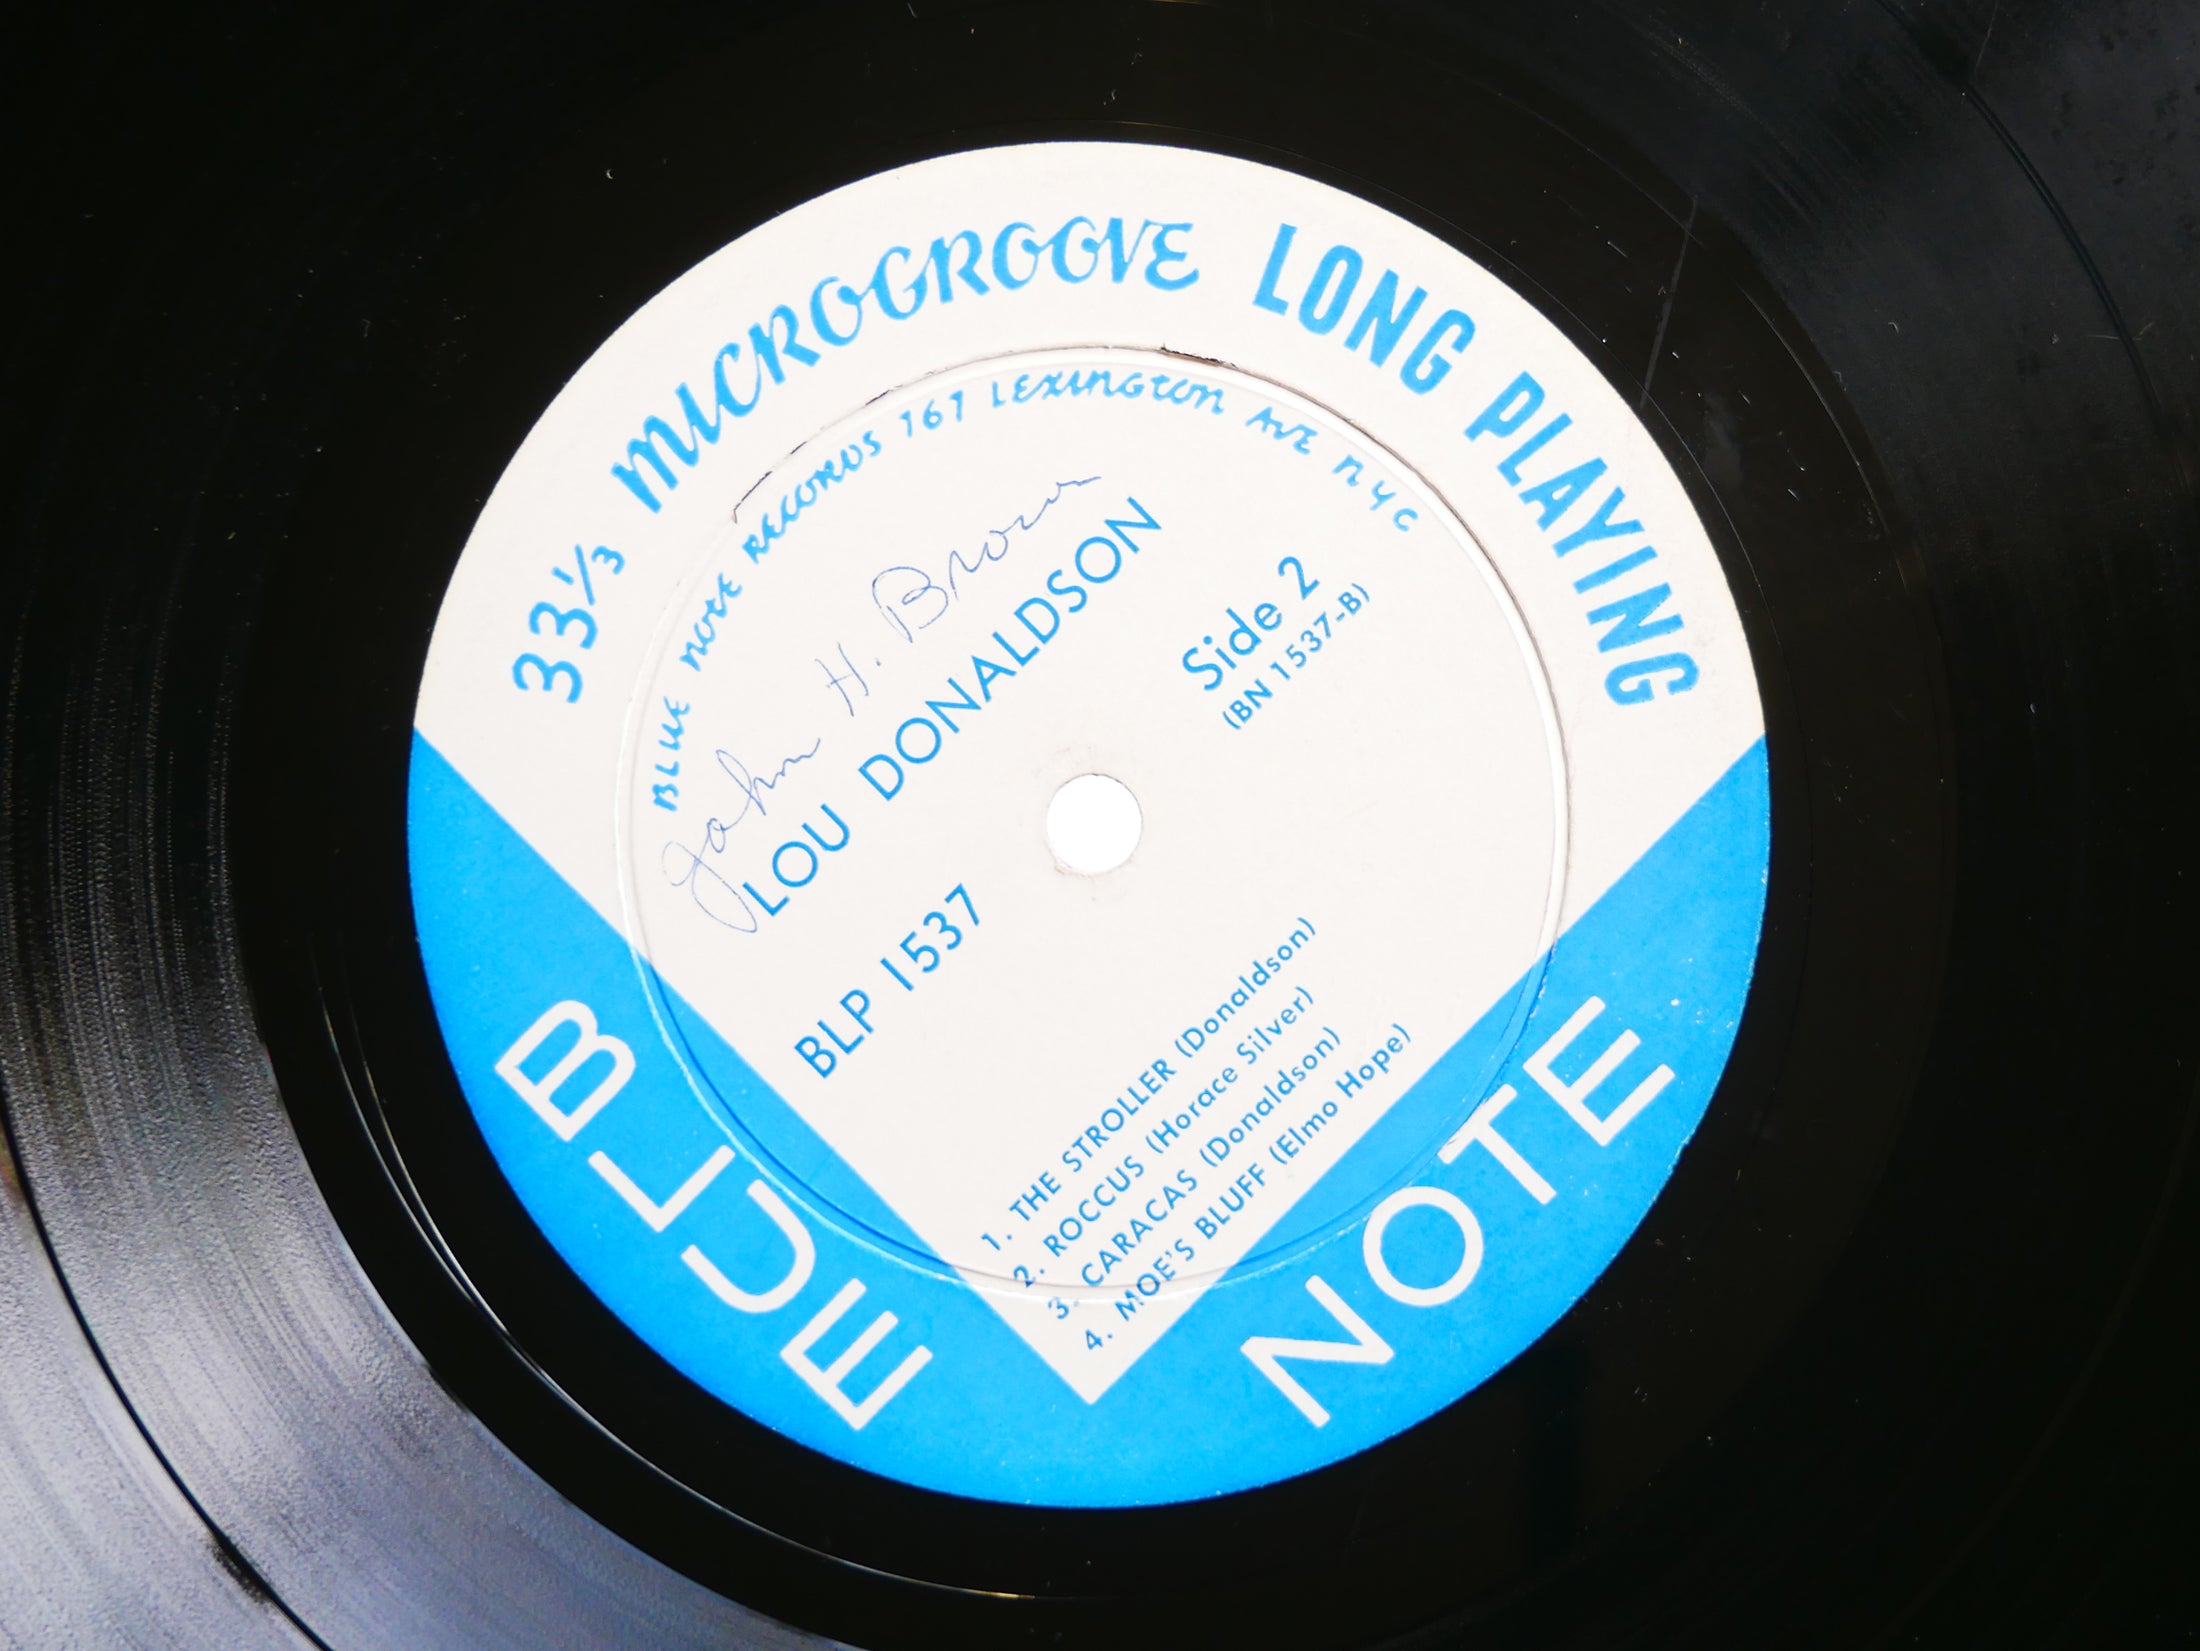 33⅓ MICROGROOVE LONG PLAYING
BLUE NOTE RECORDS 767 LEXINGTON AVE NYC
John H. Brown
LOU DONALDSON
Side 2
(BN 1537-B)
BLP 1537
1. THE STROLLER (Donaldson)
2. ROCCUS (Horace Silver)
3. CARACAS (Donaldson)
4. MOE'S BLUFF (Elmo Hope)
BLUE NOTE